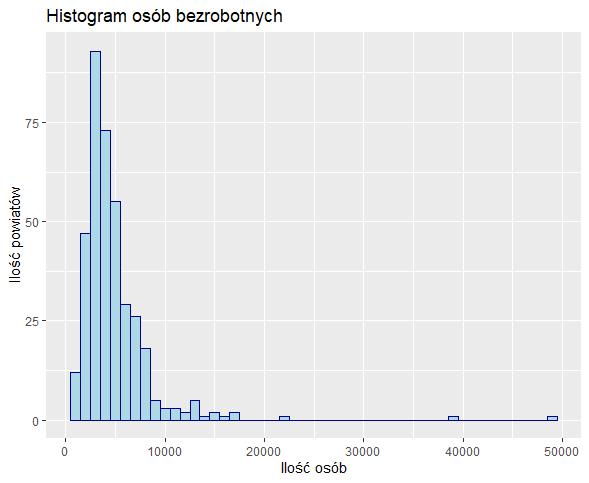 Histogram osób bezrobotnych
Ilość powiatów
75
50
25
0
0 10000 20000 30000 40000 50000
Ilość osób